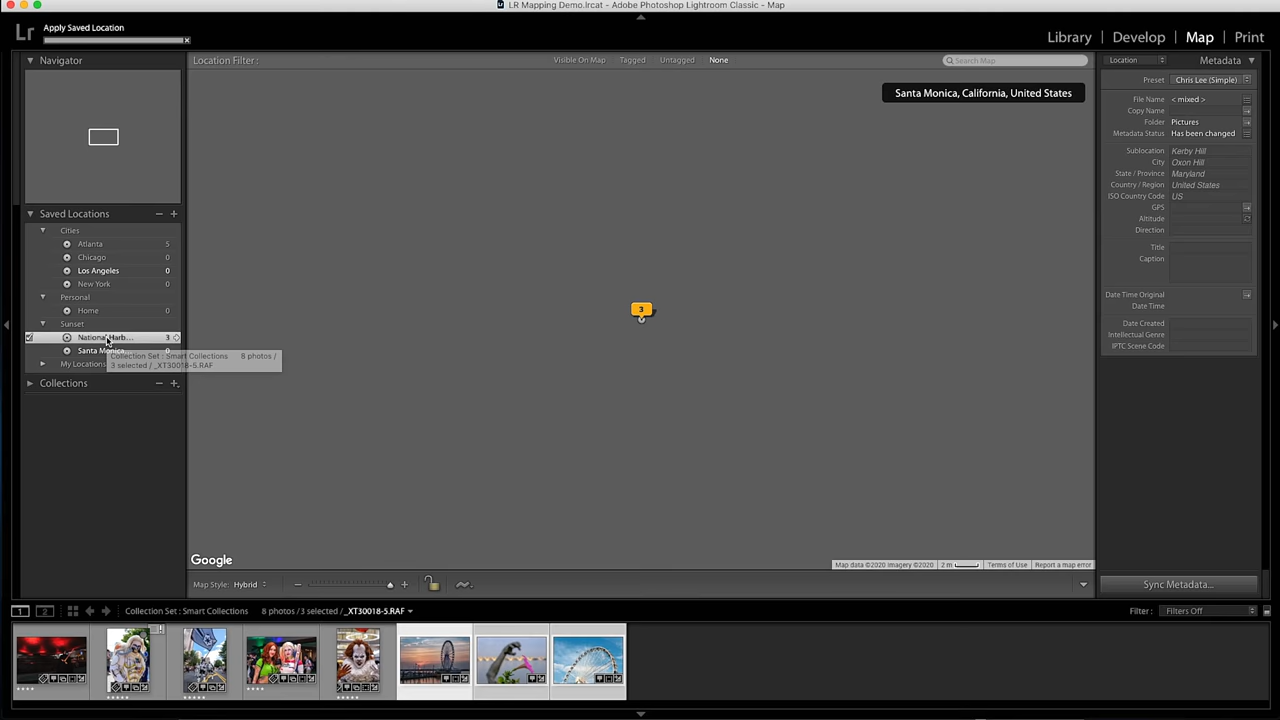 LR Mapping Demo.lrcat - Adobe Photoshop Lightroom Classic - Map
Lr
Apply Saved Location
Library | Develop | Map | Print
Navigator
Location Filter :
Visible On Map Tagged Untagged None
Search Map
Location
Metadata
Santa Monica, California, United States
Preset Chris Lee (Simple)
File Name < mixed >
Copy Name
Folder Pictures
Metadata Status Has been changed
Sublocation Kerby Hill
City Oxon Hill
State / Province Maryland
Country / Region United States
ISO Country Code US
GPS
Altitude
Direction
Title
Caption
Date Time Original
Date Time
Date Created
Intellectual Genre
IPTC Scene Code
Saved Locations
Cities
Atlanta 5
Chicago 0
Los Angeles 0
New York 0
Personal
Home 0
Sunset
National Harb... 3
Santa Monica 0
My Locations
Collection Set : Smart Collections 8 photos /
3 selected / _XT30018-5.RAF
Collections
3
Google
Map data ©2020 Imagery ©2020 2 m Terms of Use Report a map error
Map Style: Hybrid
Sync Metadata...
1 2 Collection Set : Smart Collections 8 photos / 3 selected / _XT30018-5.RAF
Filter : Filters Off